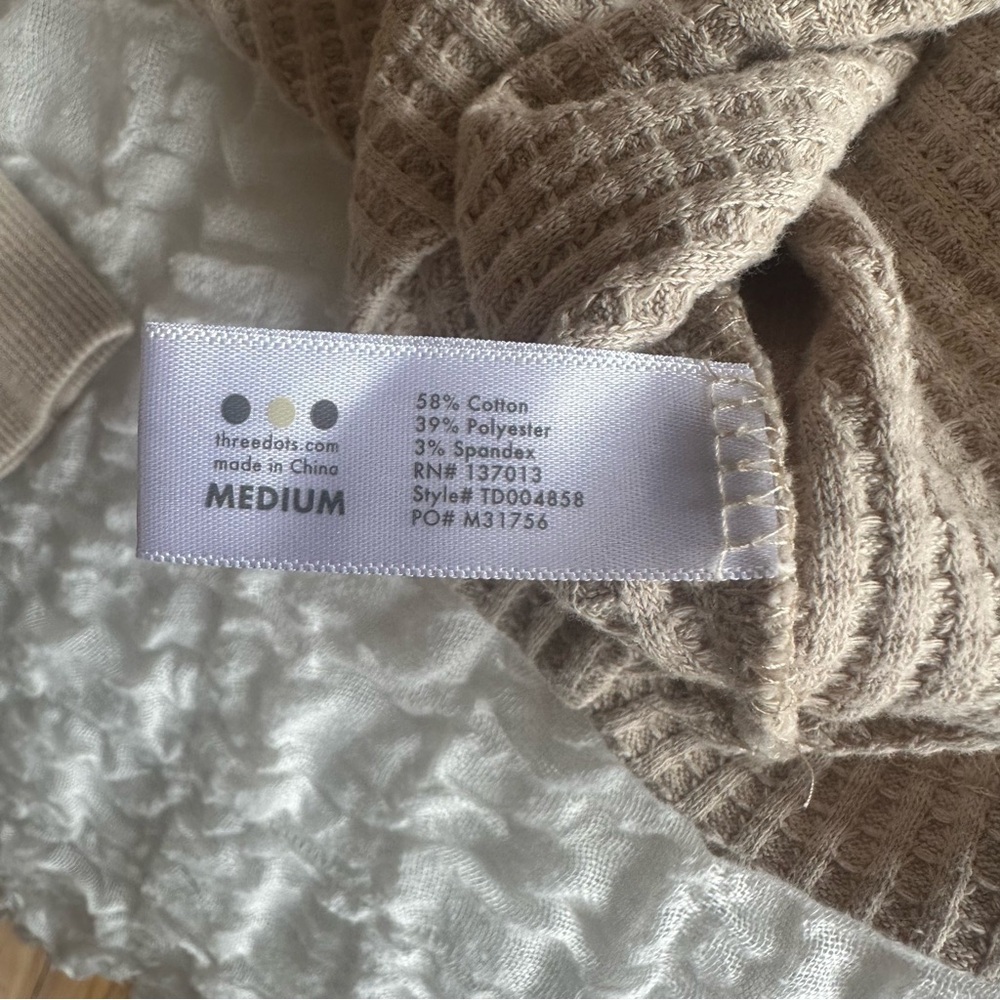 threedots.com
made in China
MEDIUM
58% Cotton
39% Polyester
3% Spandex
RN# 137013
Style# TD004858
PO# M31756